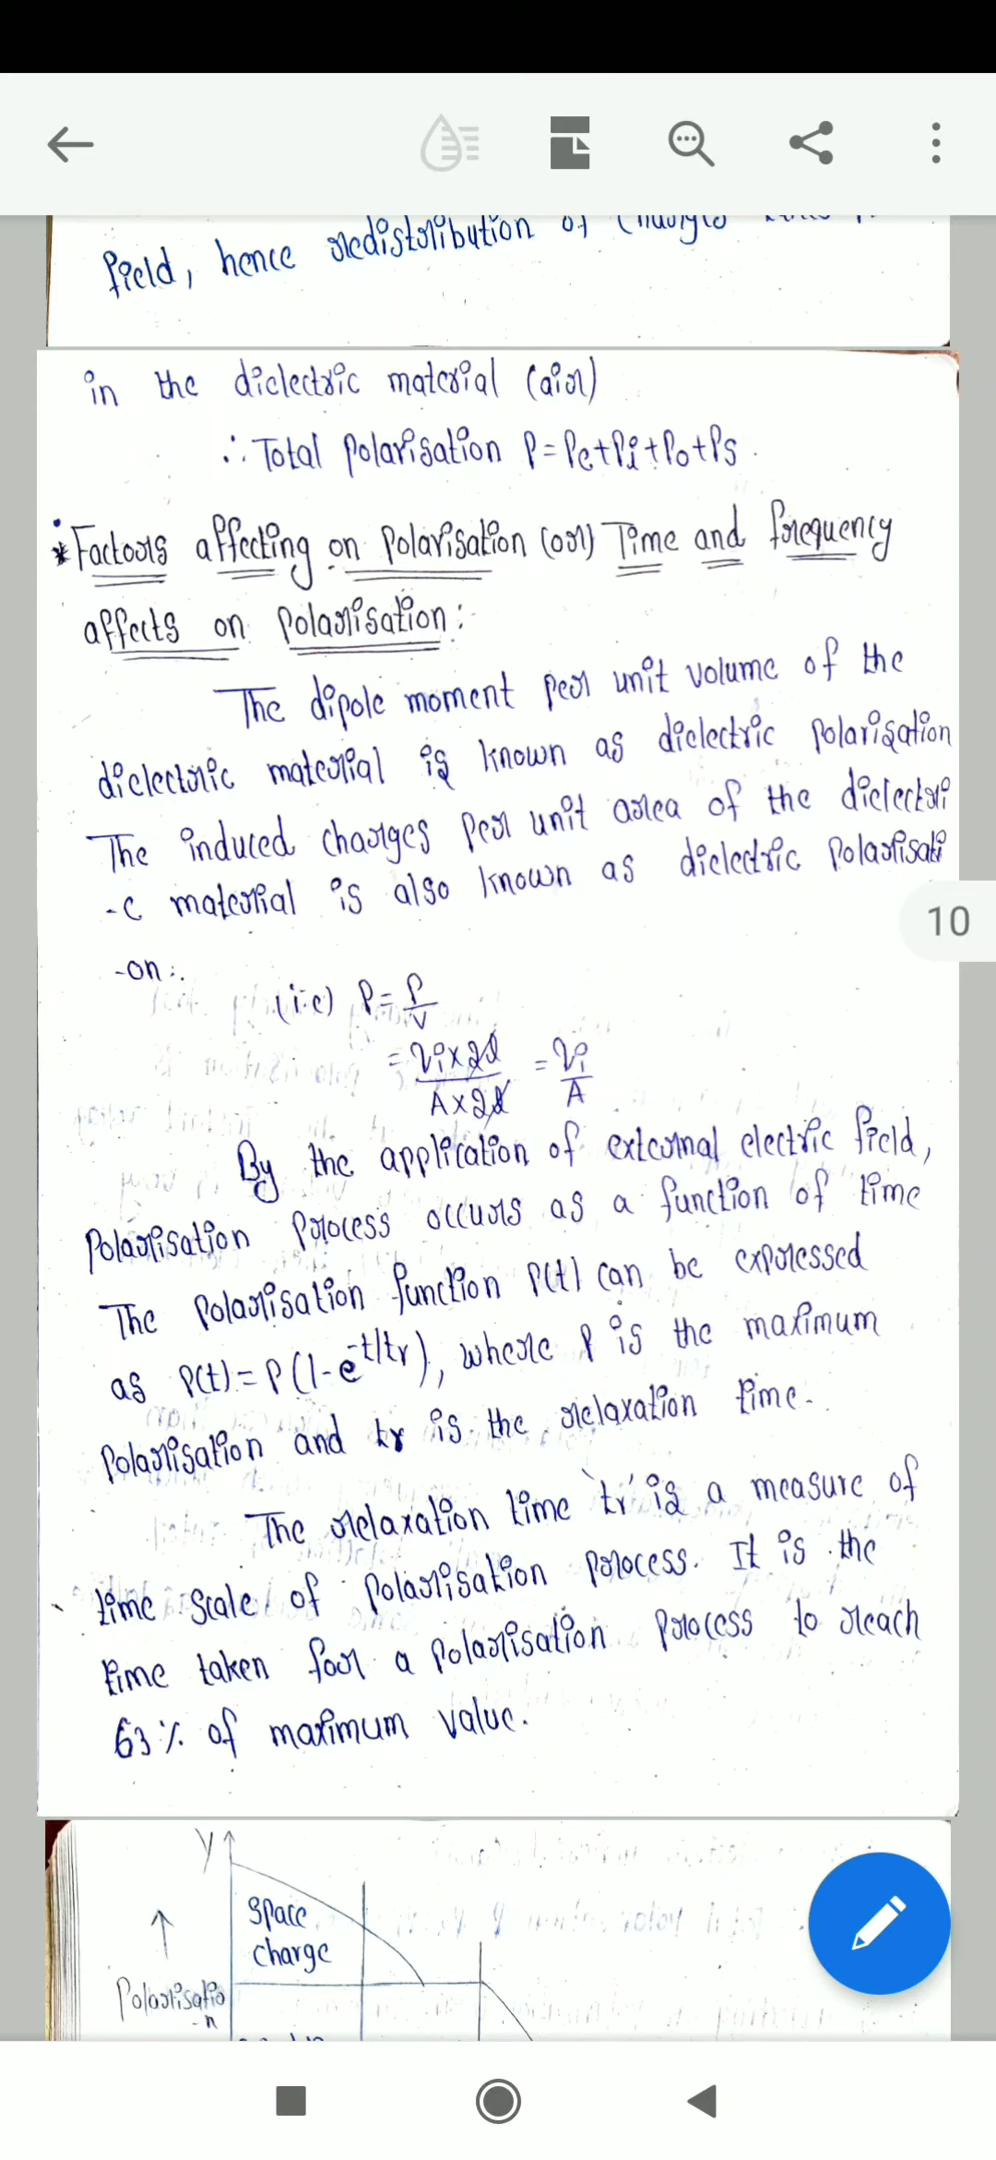 field, hence redistribution of charges
in the dielectric material (air)
∴ Total polarisation P = Pe+Pi+Po+Ps
* Factors affecting on Polarisation (or) Time and frequency
affects on polarisation:
The dipole moment per unit volume of the
dielectric material is known as dielectric polarisation
The induced charges per unit area of the dielectri
-c material is also known as dielectric polarisati
-on:.
(i.e) P = P/V
= qi×2d / A×2d = qi/A
10
By the application of external electric field,
polarisation process occurs as a function of time
The polarisation function P(t) can be expressed
as P(t) = P(1-e^-t/tr), where P is the maximum
polarisation and tr is the relaxation time.
The relaxation time 'tr' is a measure of
time scale of polarisation process. It is the
time taken for a polarisation process to reach
63% of maximum value.
y
Space
charge
Polarisatio
-n